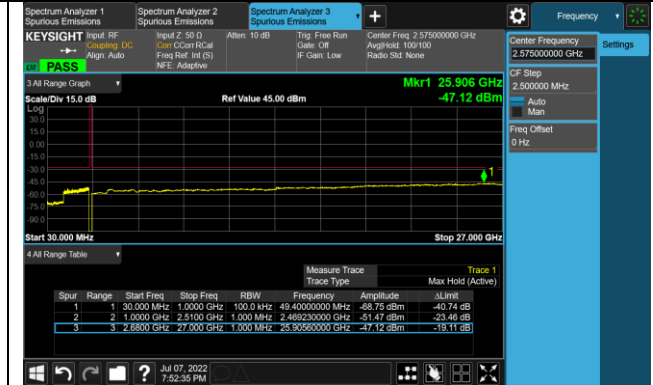 Spectrum Analyzer 1
Spurious Emissions
Spectrum Analyzer 2
Spurious Emissions
Spectrum Analyzer 3
Spurious Emissions
Frequency
KEYSIGHT
Input: RF
Coupling: DC
Align: Auto
Input Z: 50 Ω
Corr CCorr RCal
Freq Ref: Int (S)
NFE: Adaptive
Atten: 10 dB
Trig: Free Run
Gate: Off
IF Gain: Low
Center Freq: 2.575000000 GHz
Avg|Hold: 100/100
Radio Std: None
PASS
Center Frequency
2.575000000 GHz
Settings
CF Step
2.500000 MHz
Auto
Man
Freq Offset
0 Hz
3 All Range Graph
Mkr1 25.906 GHz
-47.12 dBm
Scale/Div 15.0 dB
Ref Value 45.00 dBm
Log
30.0
15.0
0.00
-15.0
-30.0
-45.0
-60.0
-75.0
-90.0
1
Start 30.000 MHz
Stop 27.000 GHz
4 All Range Table
Measure Trace Trace 1
Trace Type Max Hold (Active)
Spur Range Start Freq Stop Freq RBW Frequency Amplitude ΔLimit
1 1 30.000 MHz 1.0000 GHz 100.0 kHz 49.40000000 MHz -68.75 dBm -40.74 dB
2 2 1.0000 GHz 2.5100 GHz 1.000 MHz 2.469230000 GHz -51.47 dBm -23.46 dB
3 3 2.6800 GHz 27.000 GHz 1.000 MHz 25.90560000 GHz -47.12 dBm -19.11 dB
Jul 07, 2022
7:52:35 PM